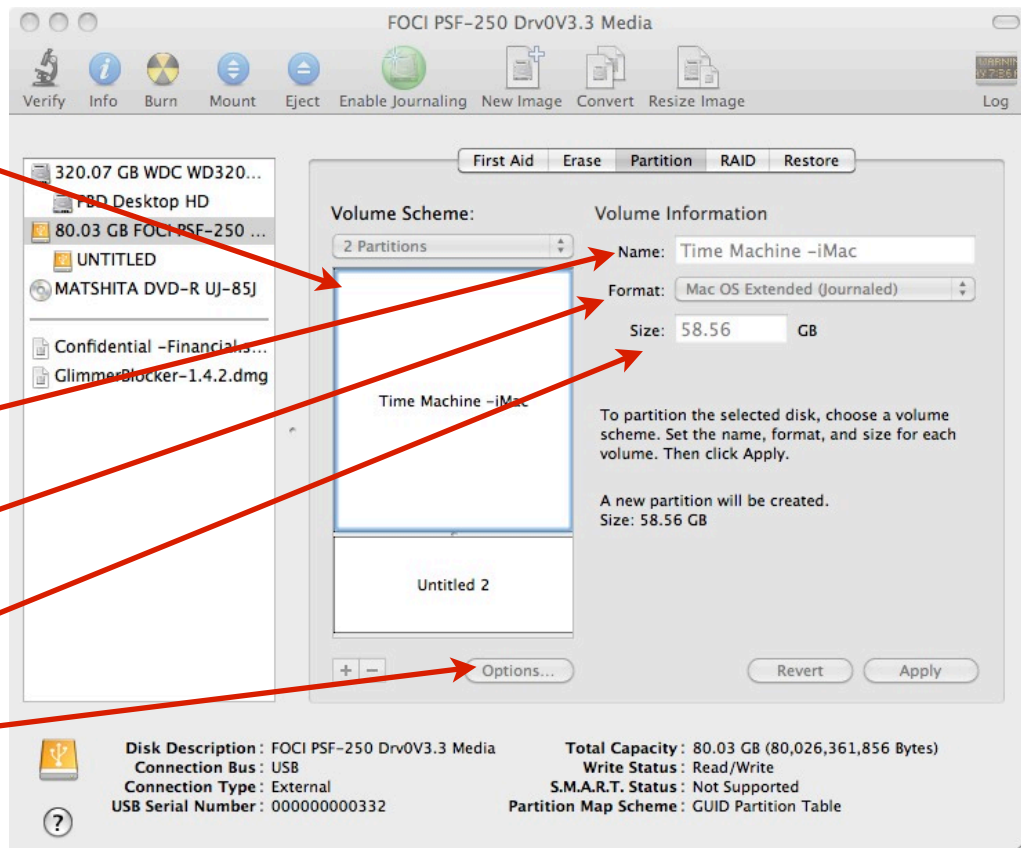 FOCI PSF-250 Drv0V3.3 Media
Verify Info Burn Mount Eject Enable Journaling New Image Convert Resize Image Log
First Aid Erase Partition RAID Restore
320.07 GB WDC WD320...
PBD Desktop HD
80.03 GB FOCI PSF-250 ...
UNTITLED
MATSHITA DVD-R UJ-85J
Confidential -Financials...
GlimmerBlocker-1.4.2.dmg
Volume Scheme:
2 Partitions
Time Machine -iMac
Untitled 2
+ -
Options...
Volume Information
Name: Time Machine -iMac
Format: Mac OS Extended (Journaled)
Size: 58.56 GB
To partition the selected disk, choose a volume
scheme. Set the name, format, and size for each
volume. Then click Apply.
A new partition will be created.
Size: 58.56 GB
Revert Apply
Disk Description : FOCI PSF-250 Drv0V3.3 Media
Connection Bus : USB
Connection Type : External
USB Serial Number : 000000000332
Total Capacity : 80.03 GB (80,026,361,856 Bytes)
Write Status : Read/Write
S.M.A.R.T. Status : Not Supported
Partition Map Scheme : GUID Partition Table
?